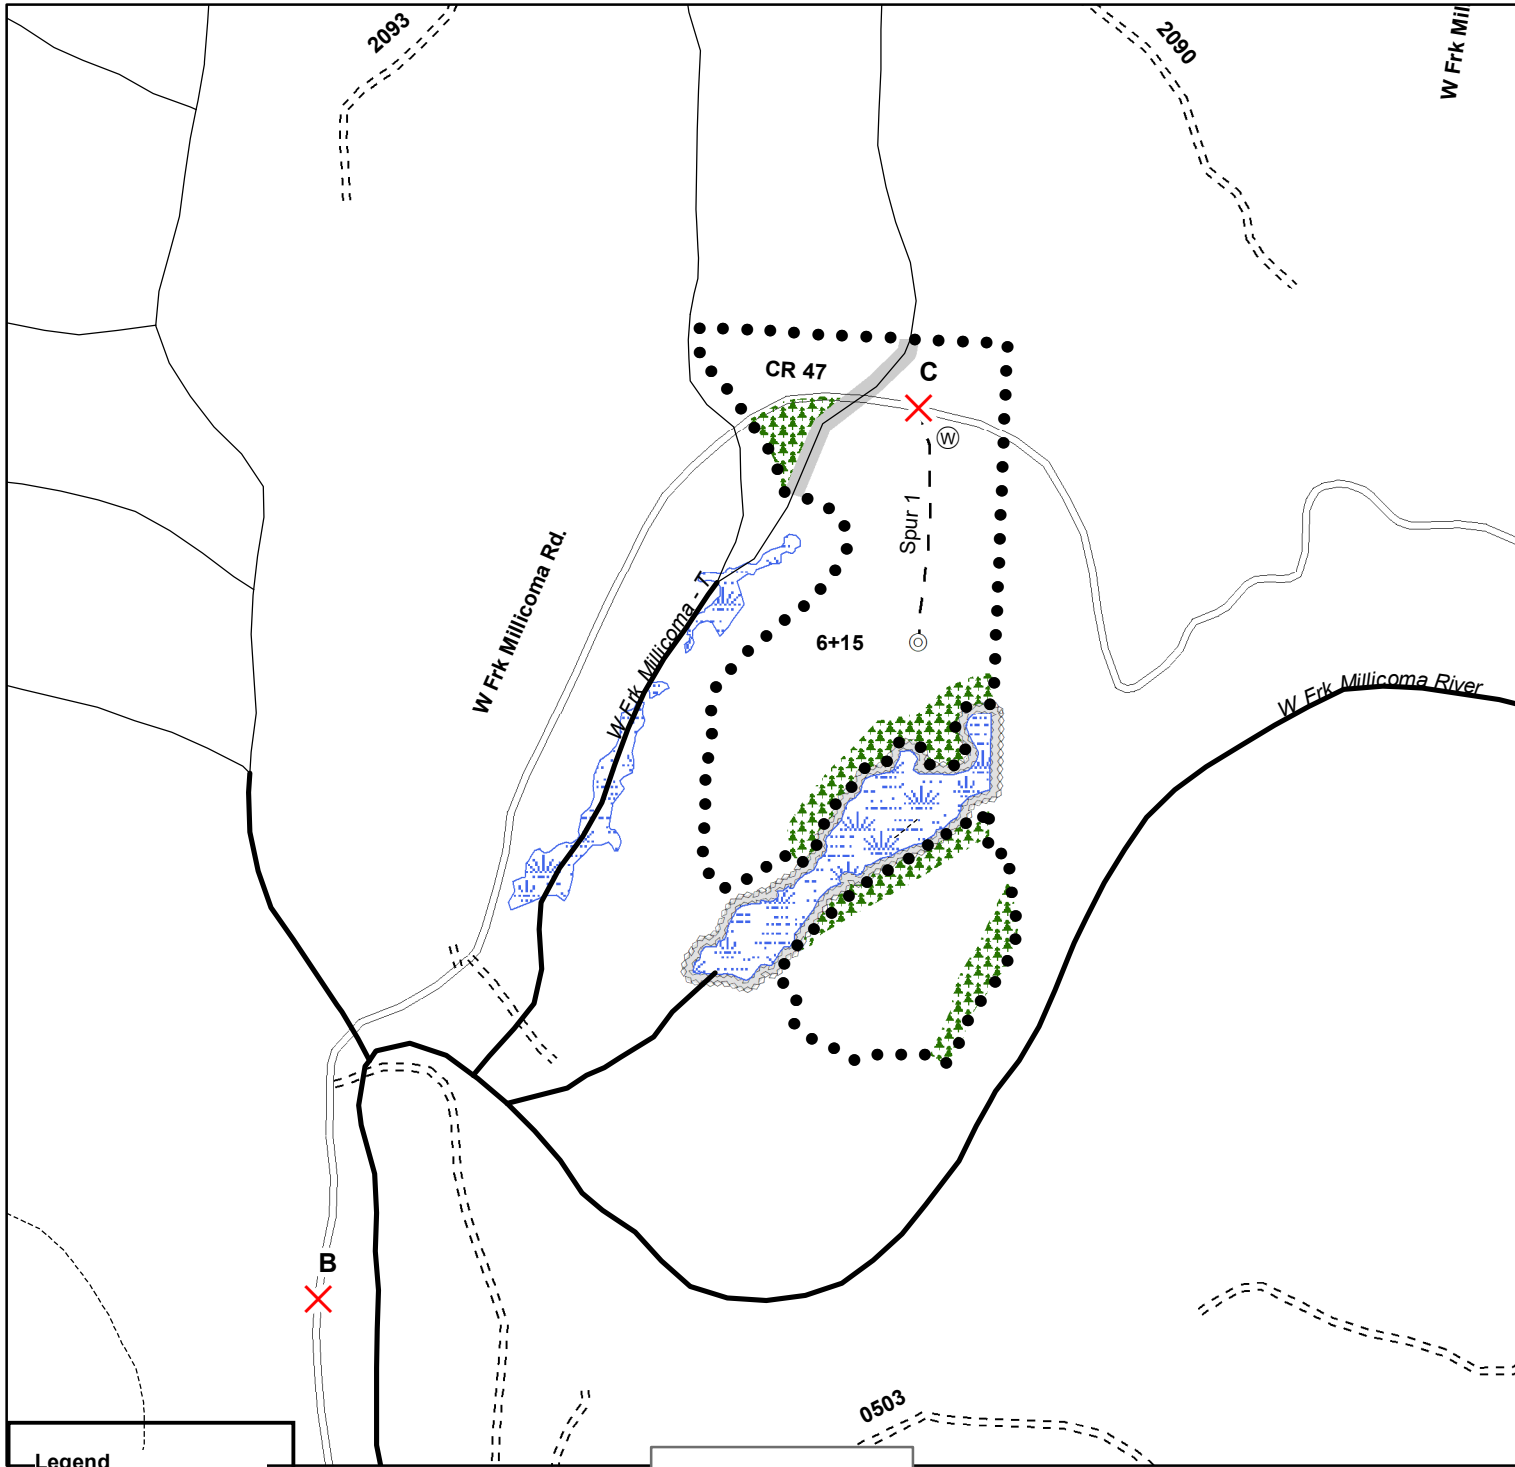 2093
2090
W Frk Mil
CR 47
C
W
Spur 1
W Frk Millicoma Rd.
W Frk Millicoma - T
6+15
W Frk Millicoma River
B
0503
Legend